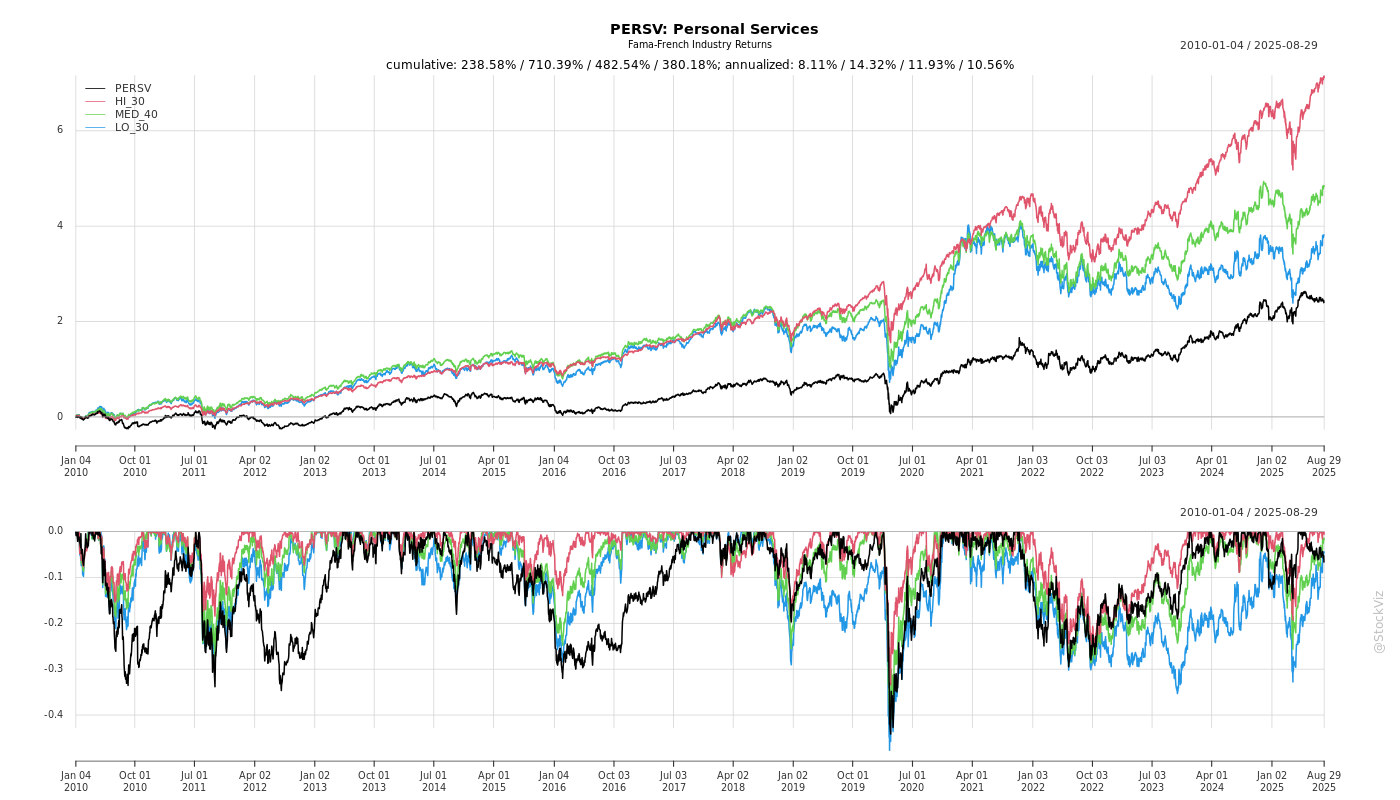 PERSV: Personal Services
Fama-French Industry Returns
2010-01-04 / 2025-08-29
cumulative: 238.58% / 710.39% / 482.54% / 380.18%; annualized: 8.11% / 14.32% / 11.93% / 10.56%
PERSV
HI_30
MED_40
LO_30
6
4
2
0
Jan 04 Oct 01 Jul 01 Apr 02 Jan 02 Oct 01 Jul 01 Apr 01 Jan 04 Oct 03 Jul 03 Apr 02 Jan 02 Oct 01 Jul 01 Apr 01 Jan 03 Oct 03 Jul 03 Apr 01 Jan 02 Aug 29
2010 2010 2011 2012 2013 2013 2014 2015 2016 2016 2017 2018 2019 2019 2020 2021 2022 2022 2023 2024 2025 2025
2010-01-04 / 2025-08-29
0.0
-0.1
-0.2
-0.3
-0.4
Jan 04 Oct 01 Jul 01 Apr 02 Jan 02 Oct 01 Jul 01 Apr 01 Jan 04 Oct 03 Jul 03 Apr 02 Jan 02 Oct 01 Jul 01 Apr 01 Jan 03 Oct 03 Jul 03 Apr 01 Jan 02 Aug 29
2010 2010 2011 2012 2013 2013 2014 2015 2016 2016 2017 2018 2019 2019 2020 2021 2022 2022 2023 2024 2025 2025
@StockViz